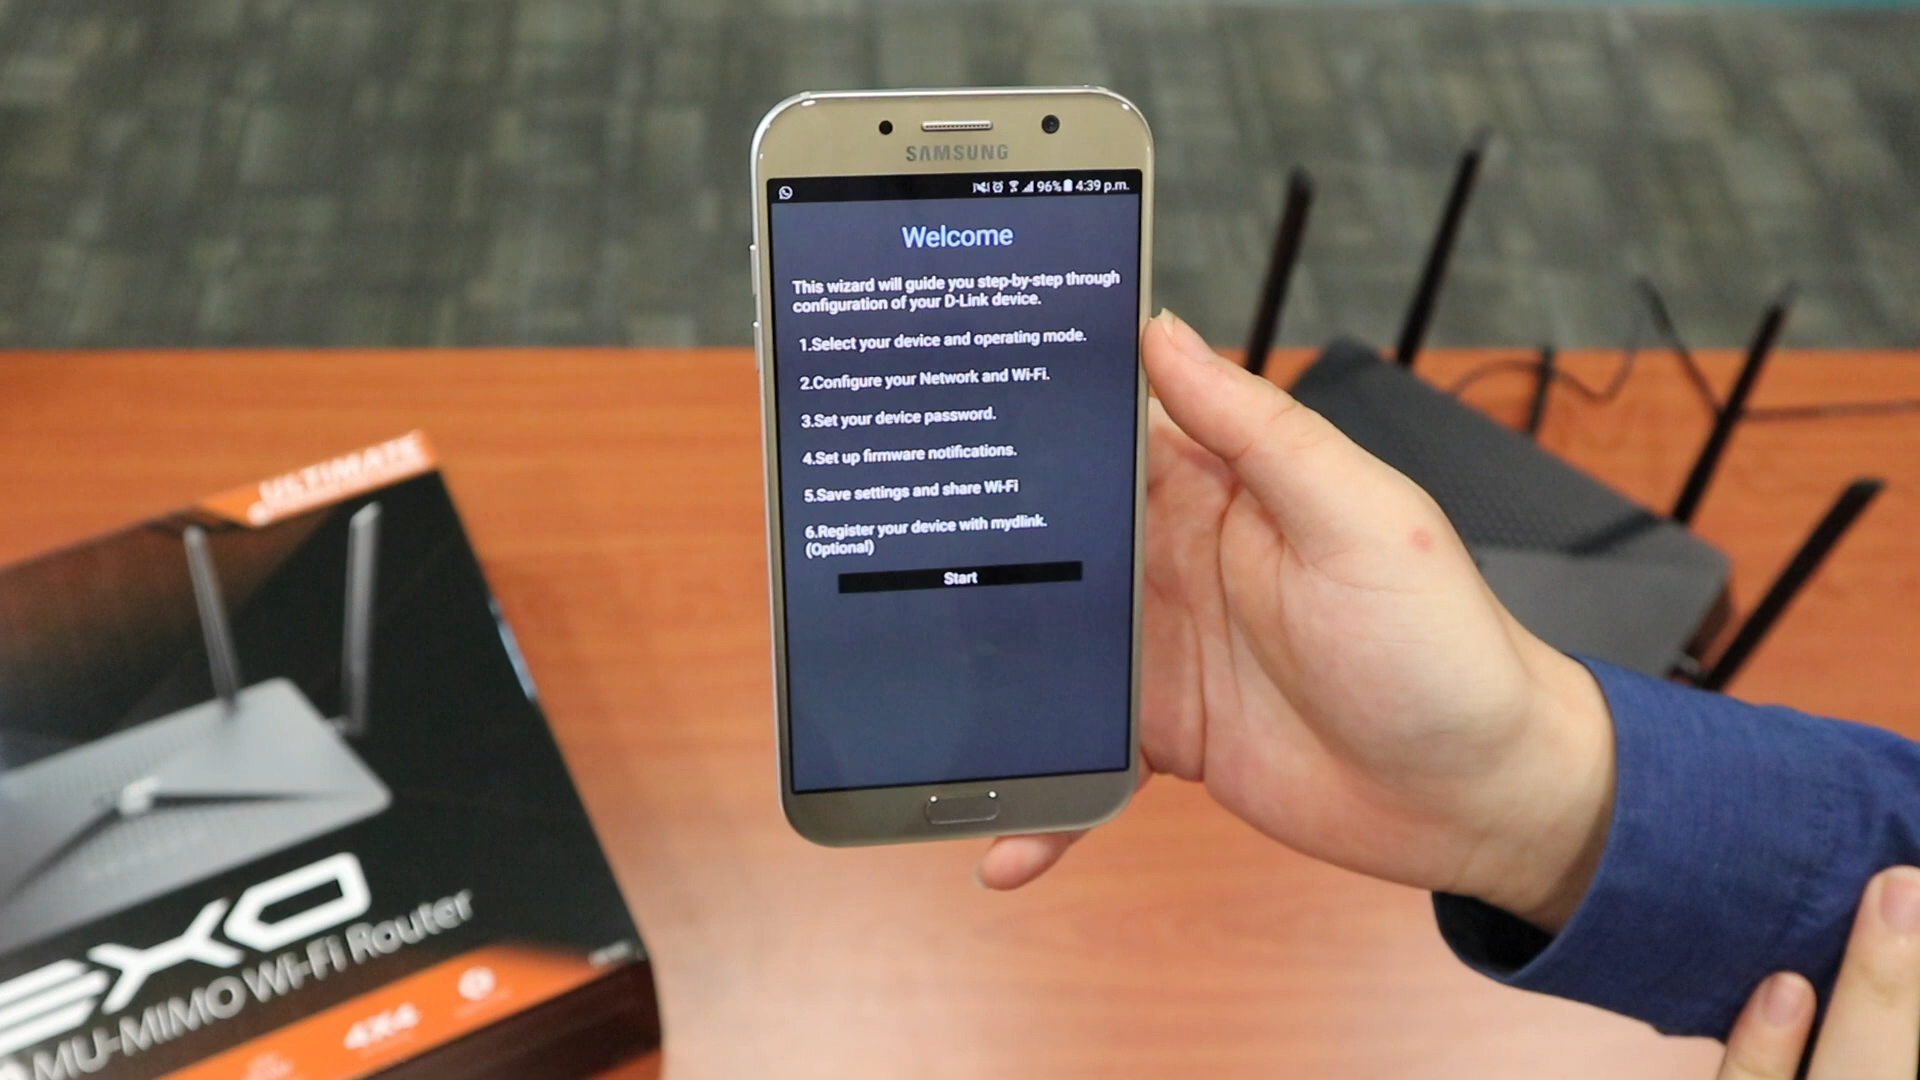 SAMSUNG
96% 4:39 p.m.
Welcome
This wizard will guide you step-by-step through
configuration of your D-Link device.
1.Select your device and operating mode.
2.Configure your Network and Wi-Fi.
3.Set your device password.
4.Set up firmware notifications.
5.Save settings and share Wi-Fi
6.Register your device with mydlink.
(Optional)
Start
ULTIMATE
EXO
MU-MIMO Wi-Fi Router
4X4